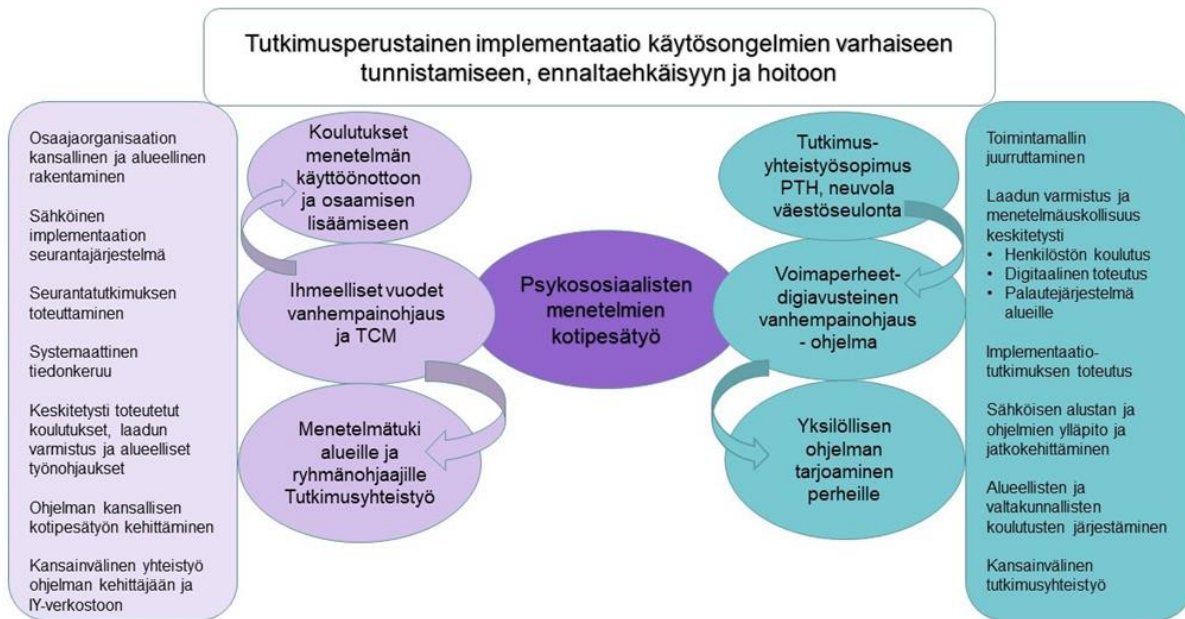 Tutkimusperustainen implementaatio käytösongelmien varhaiseen
tunnistamiseen, ennaltaehkäisyyn ja hoitoon
Osaajaorganisaation
kansallinen ja alueellinen
rakentaminen
Sähköinen
implementaation
seurantajärjestelmä
Seurantatutkimuksen
toteuttaminen
Systemaattinen
tiedonkeruu
Keskitetysti toteutetut
koulutukset, laadun
varmistus ja alueelliset
työnohjaukset
Ohjelman kansallisen
kotipesätyön kehittäminen
Kansainvälinen yhteistyö
ohjelman kehittäjään ja
IY-verkostoon
Koulutukset
menetelmän
käyttöönottoon
ja osaamisen
lisäämiseen
Ihmeelliset vuodet
vanhempainohjaus
ja TCM
Menetelmätuki
alueille ja
ryhmänohjaajille
Tutkimusyhteistyö
Psykososiaalisten
menetelmien
kotipesätyö
Tutkimus-
yhteistyösopimus
PTH, neuvola
väestöseulonta
Voimaperheet-
digiavusteinen
vanhempainohjaus
- ohjelma
Yksilöllisen
ohjelman
tarjoaminen
perheille
Toimintamallin
juurruttaminen
Laadun varmistus ja
menetelmäuskollisuus
keskitetysti
• Henkilöstön koulutus
• Digitaalinen toteutus
• Palautejärjestelmä
alueille
Implementaatio-
tutkimuksen toteutus
Sähköisen alustan ja
ohjelmien ylläpito ja
jatkokehittäminen
Alueellisten ja
valtakunnallisten
koulutusten järjestäminen
Kansainvälinen
tutkimusyhteistyö